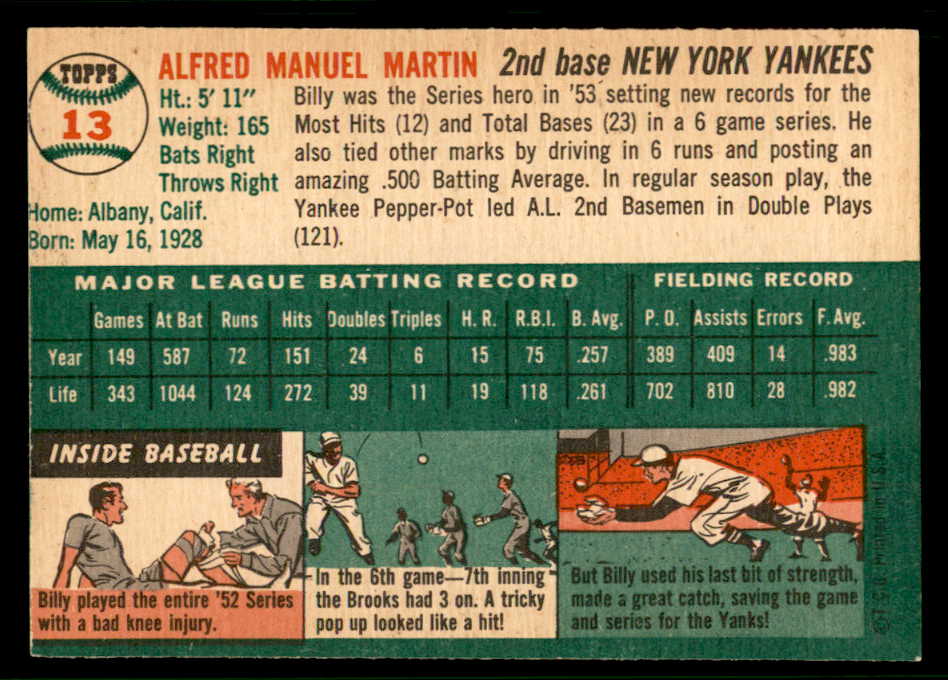 TOPPS
13
ALFRED MANUEL MARTIN 2nd base NEW YORK YANKEES
Ht.: 5' 11"
Weight: 165
Bats Right
Throws Right
Home: Albany, Calif.
Born: May 16, 1928
Billy was the Series hero in '53 setting new records for the
Most Hits (12) and Total Bases (23) in a 6 game series. He
also tied other marks by driving in 6 runs and posting an
amazing .500 Batting Average. In regular season play, the
Yankee Pepper-Pot led A.L. 2nd Basemen in Double Plays
(121).
MAJOR LEAGUE BATTING RECORD FIELDING RECORD
Games At Bat Runs Hits Doubles Triples H. R. R.B.I. B. Avg. P. O. Assists Errors F. Avg.
Year 149 587 72 151 24 6 15 75 .257 389 409 14 .983
Life 343 1044 124 272 39 11 19 118 .261 702 810 28 .982
INSIDE BASEBALL
Billy played the entire '52 Series
with a bad knee injury.
In the 6th game—7th inning
the Brooks had 3 on. A tricky
pop up looked like a hit!
But Billy used his last bit of strength,
made a great catch, saving the game
and series for the Yanks!
©T.C.G. Printed in U.S.A.